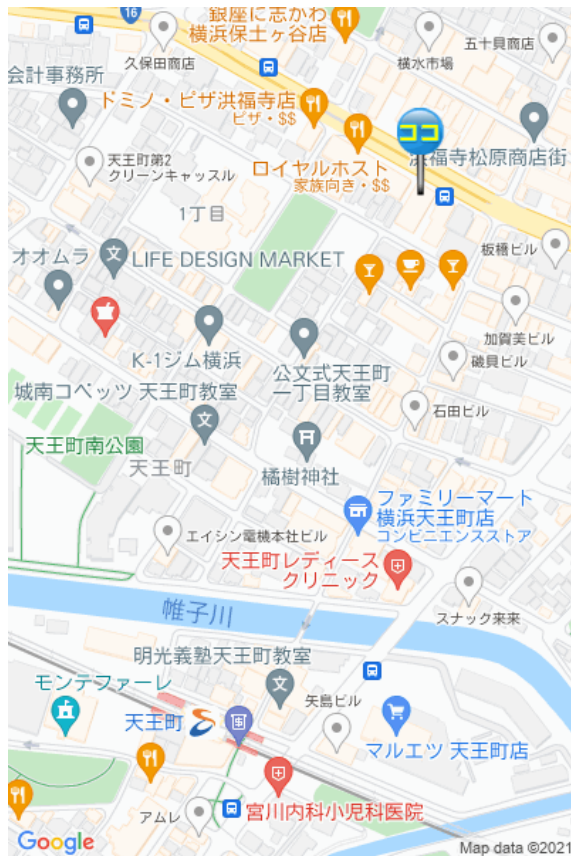 16
銀座に志かわ
横浜保土ヶ谷店
久保田商店
横水市場
五十貝商店
会計事務所
ドミノ・ピザ洪福寺店
ピザ・$$
ココ
ロイヤルホスト
家族向き・$$
洪福寺松原商店街
天王町第2
クリーンキャッスル
1丁目
オオムラ
文
LIFE DESIGN MARKET
板橋ビル
加賀美ビル
K-1ジム横浜
公文式天王町
一丁目教室
磯貝ビル
城南コベッツ 天王町教室
文
石田ビル
天王町南公園
天王町
橘樹神社
ファミリーマート
横浜天王町店
コンビニエンスストア
エイシン電機本社ビル
天王町レディース
クリニック
帷子川
スナック来来
明光義塾天王町教室
文
モンテファーレ
天王町
矢島ビル
マルエツ 天王町店
アムレ
宮川内科小児科医院
Google
Map data ©2021